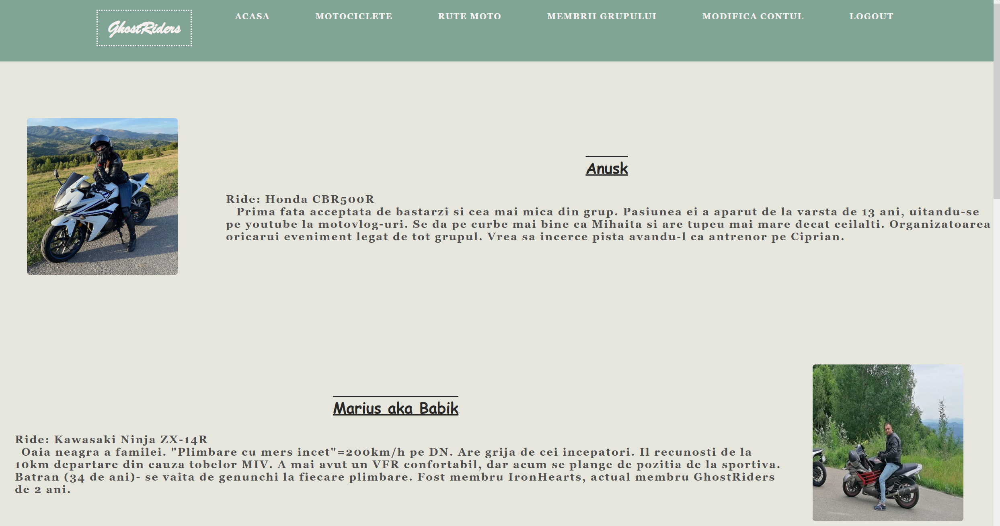 GhostRiders
ACASA MOTOCICLETE RUTE MOTO MEMBRII GRUPULUI MODIFICA CONTUL LOGOUT
Anusk
Ride: Honda CBR500R
Prima fata acceptata de bastarzi si cea mai mica din grup. Pasiunea ei a aparut de la varsta de 13 ani, uitandu-se
pe youtube la motovlog-uri. Se da pe curbe mai bine ca Mihaita si are tupeu mai mare decat ceilalti. Organizatoarea
oricarui eveniment legat de tot grupul. Vrea sa incerce pista avandu-l ca antrenor pe Ciprian.
Marius aka Babik
Ride: Kawasaki Ninja ZX-14R
Oaia neagra a familei. "Plimbare cu mers incet"=200km/h pe DN. Are grija de cei incepatori. Il recunosti de la
10km departare din cauza tobelor MIV. A mai avut un VFR confortabil, dar acum se plange de pozitia de la sportiva.
Batran (34 de ani)- se vaita de genunchi la fiecare plimbare. Fost membru IronHearts, actual membru GhostRiders
de 2 ani.